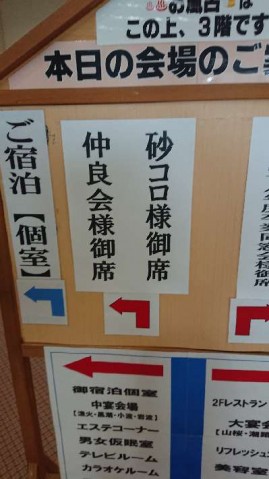 お風呂は
この上、3階です
本日の会場のご
砂コロ様御席
仲良会様御席
ご宿泊【個室】
御宿泊個室
中宴会場
エステコーナー
男女仮眠室
テレビルーム
カラオケルーム
2Fレストラン
大宴会
リフレッシュ
美容室